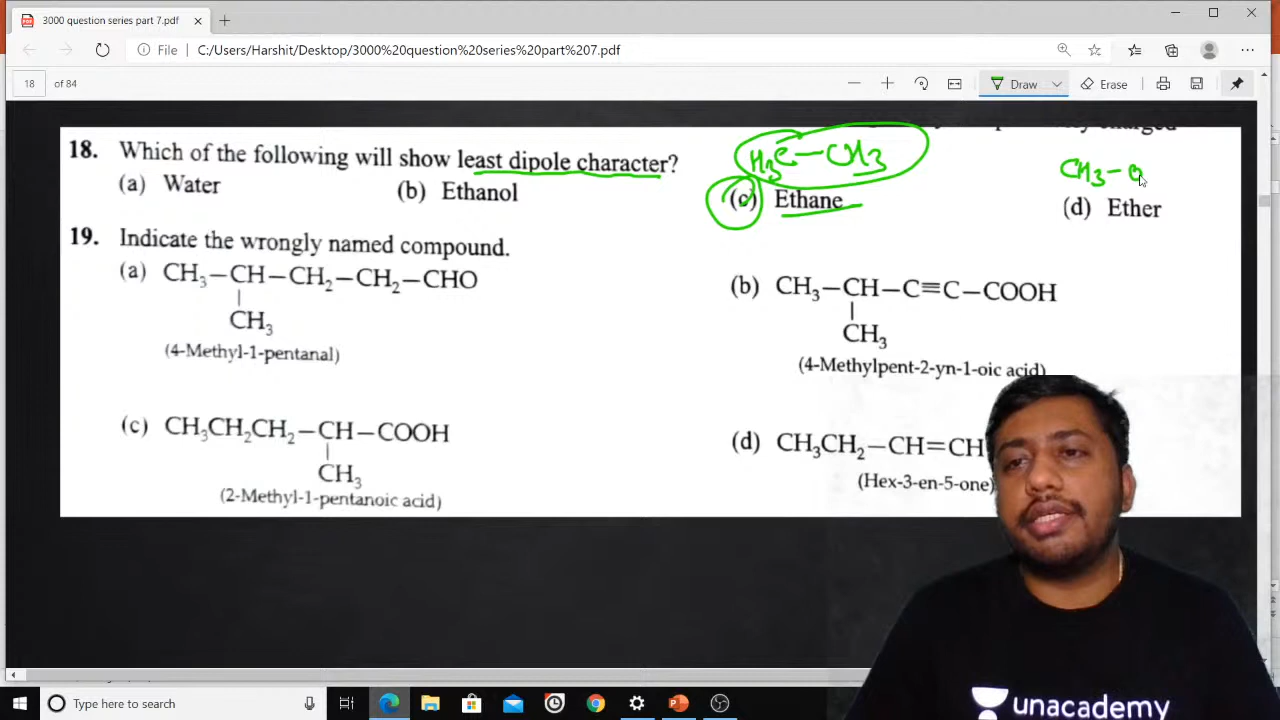 3000 question series part 7.pdf
File C:/Users/Harshit/Desktop/3000%20question%20series%20part%207.pdf
18 of 84 Draw Erase
18. Which of the following will show least dipole character?
H3C–CH3
CH3–O
(a) Water (b) Ethanol (c) Ethane (d) Ether
19. Indicate the wrongly named compound.
(a) CH3–CH–CH2–CH2–CHO
|
CH3
(4-Methyl-1-pentanal)
(b) CH3–CH–C≡C–COOH
|
CH3
(4-Methylpent-2-yn-1-oic acid)
(c) CH3CH2CH2–CH–COOH
|
CH3
(2-Methyl-1-pentanoic acid)
(d) CH3CH2–CH=CH
(Hex-3-en-5-one)
unacademy
Type here to search